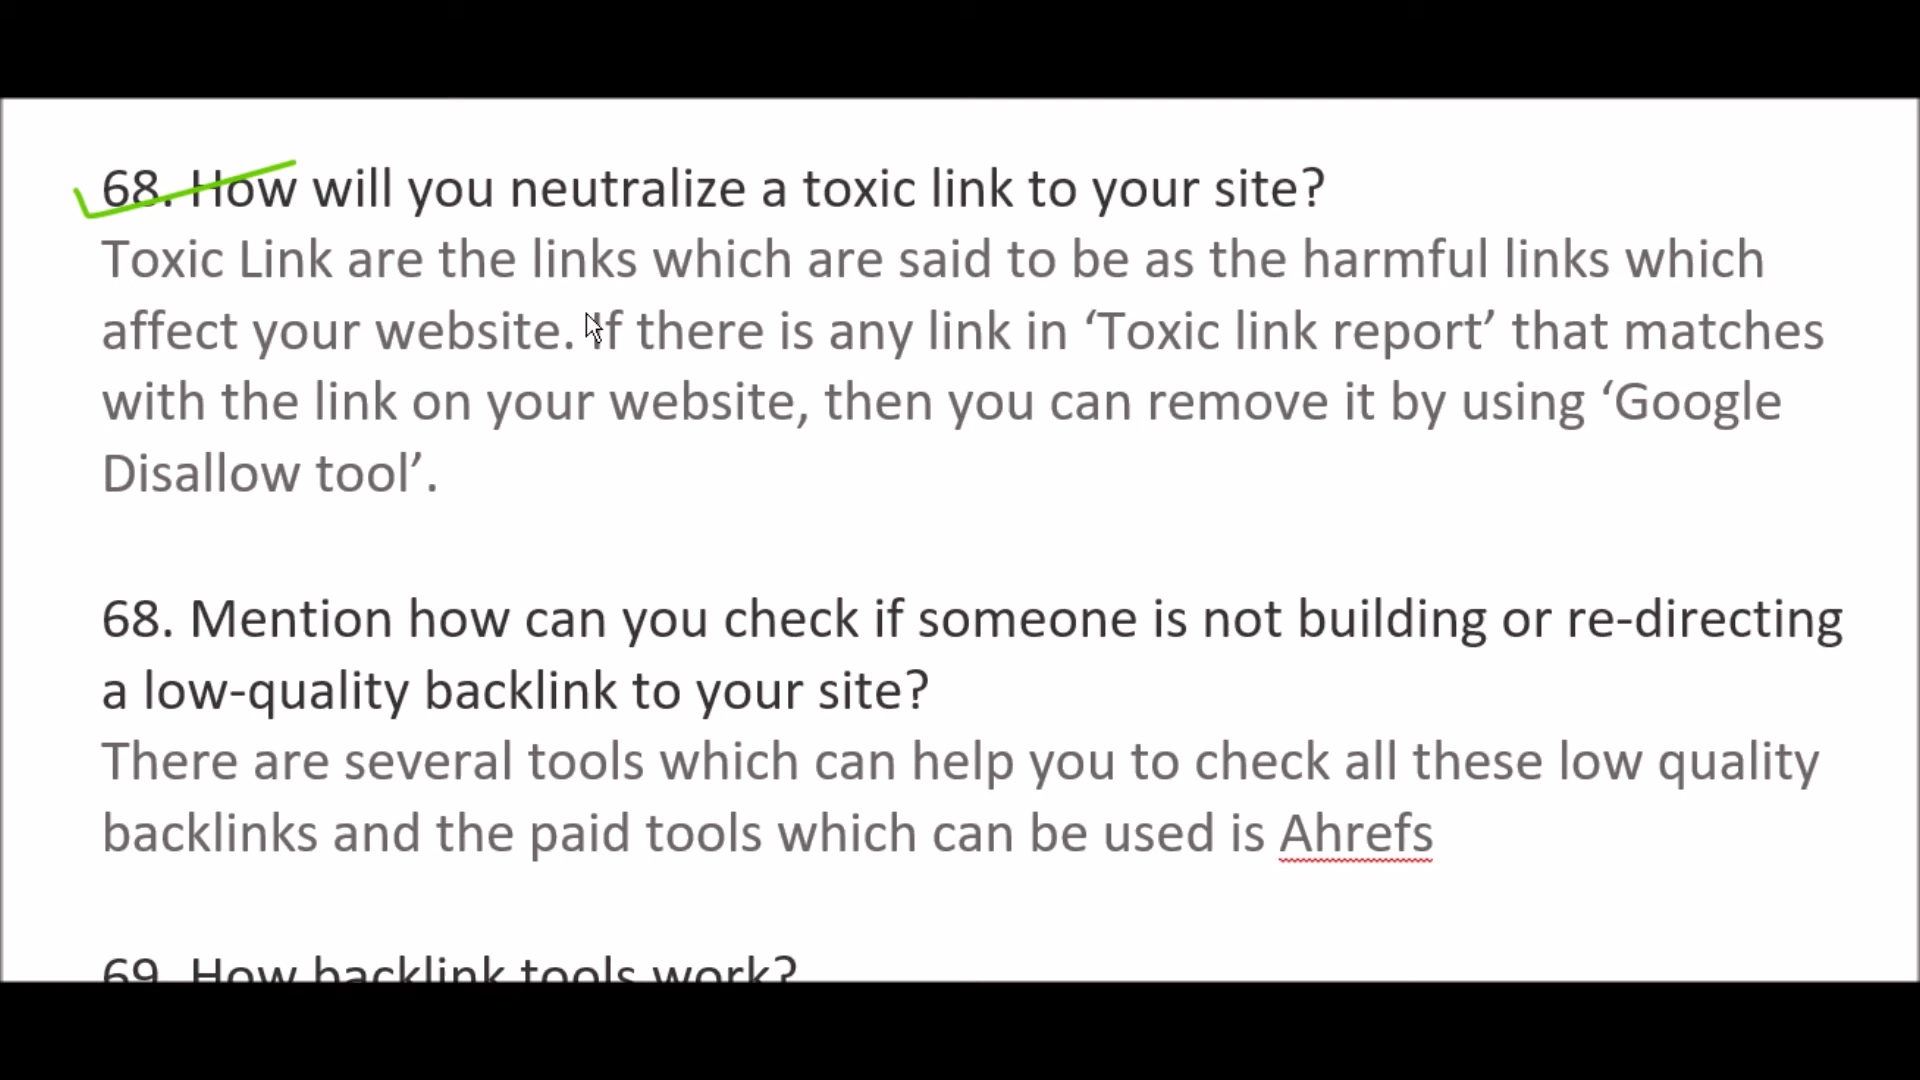 68. How will you neutralize a toxic link to your site?
Toxic Link are the links which are said to be as the harmful links which
affect your website. If there is any link in ‘Toxic link report’ that matches
with the link on your website, then you can remove it by using ‘Google
Disallow tool’.
68. Mention how can you check if someone is not building or re-directing
a low-quality backlink to your site?
There are several tools which can help you to check all these low quality
backlinks and the paid tools which can be used is Ahrefs
69. How backlink tools work?